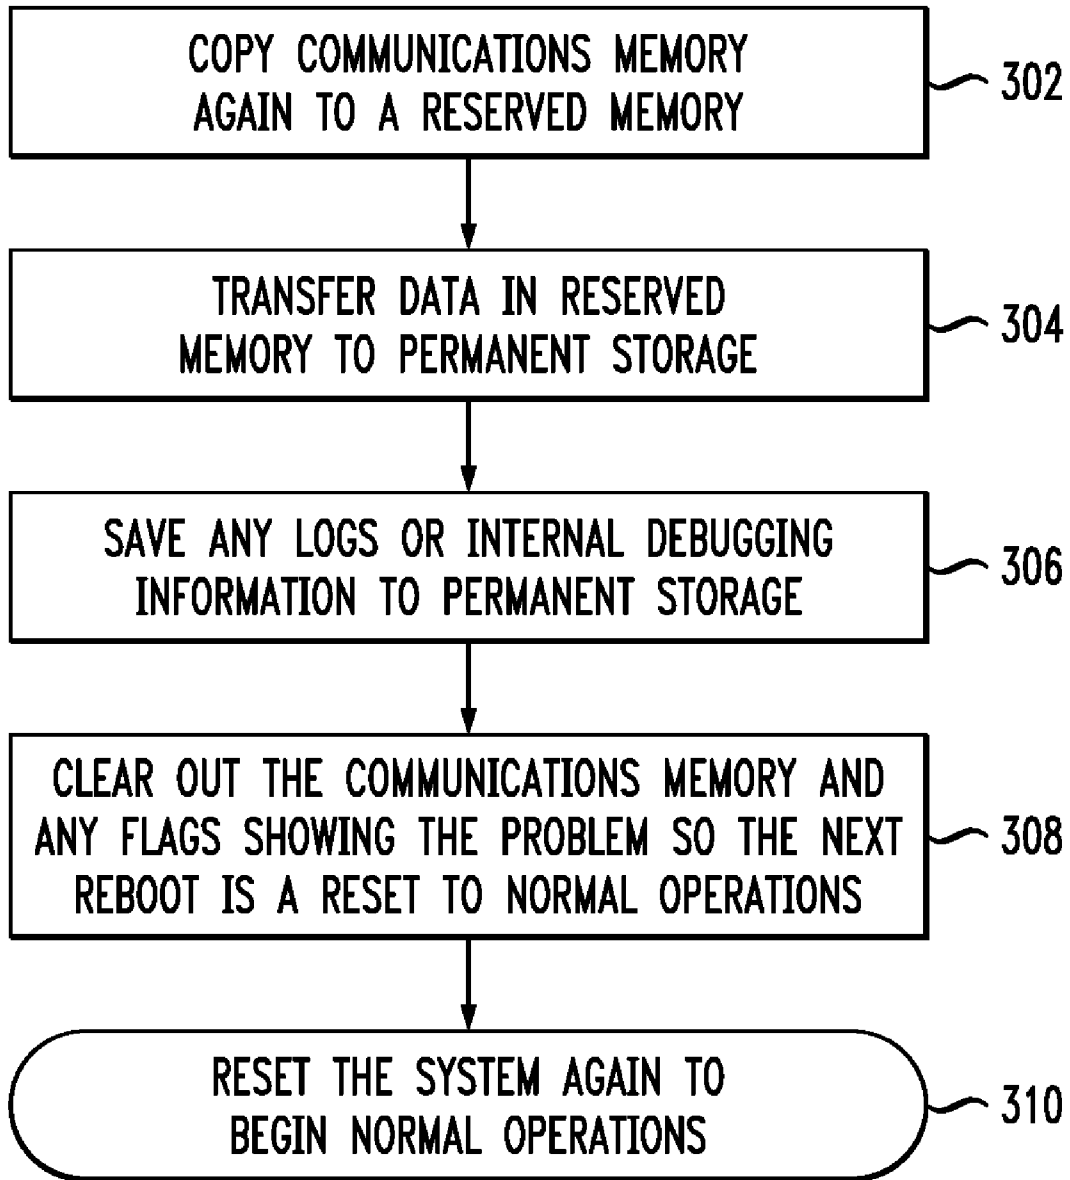 COPY COMMUNICATIONS MEMORY
AGAIN TO A RESERVED MEMORY
302
TRANSFER DATA IN RESERVED
MEMORY TO PERMANENT STORAGE
304
SAVE ANY LOGS OR INTERNAL DEBUGGING
INFORMATION TO PERMANENT STORAGE
306
CLEAR OUT THE COMMUNICATIONS MEMORY AND
ANY FLAGS SHOWING THE PROBLEM SO THE NEXT
REBOOT IS A RESET TO NORMAL OPERATIONS
308
RESET THE SYSTEM AGAIN TO
BEGIN NORMAL OPERATIONS
310